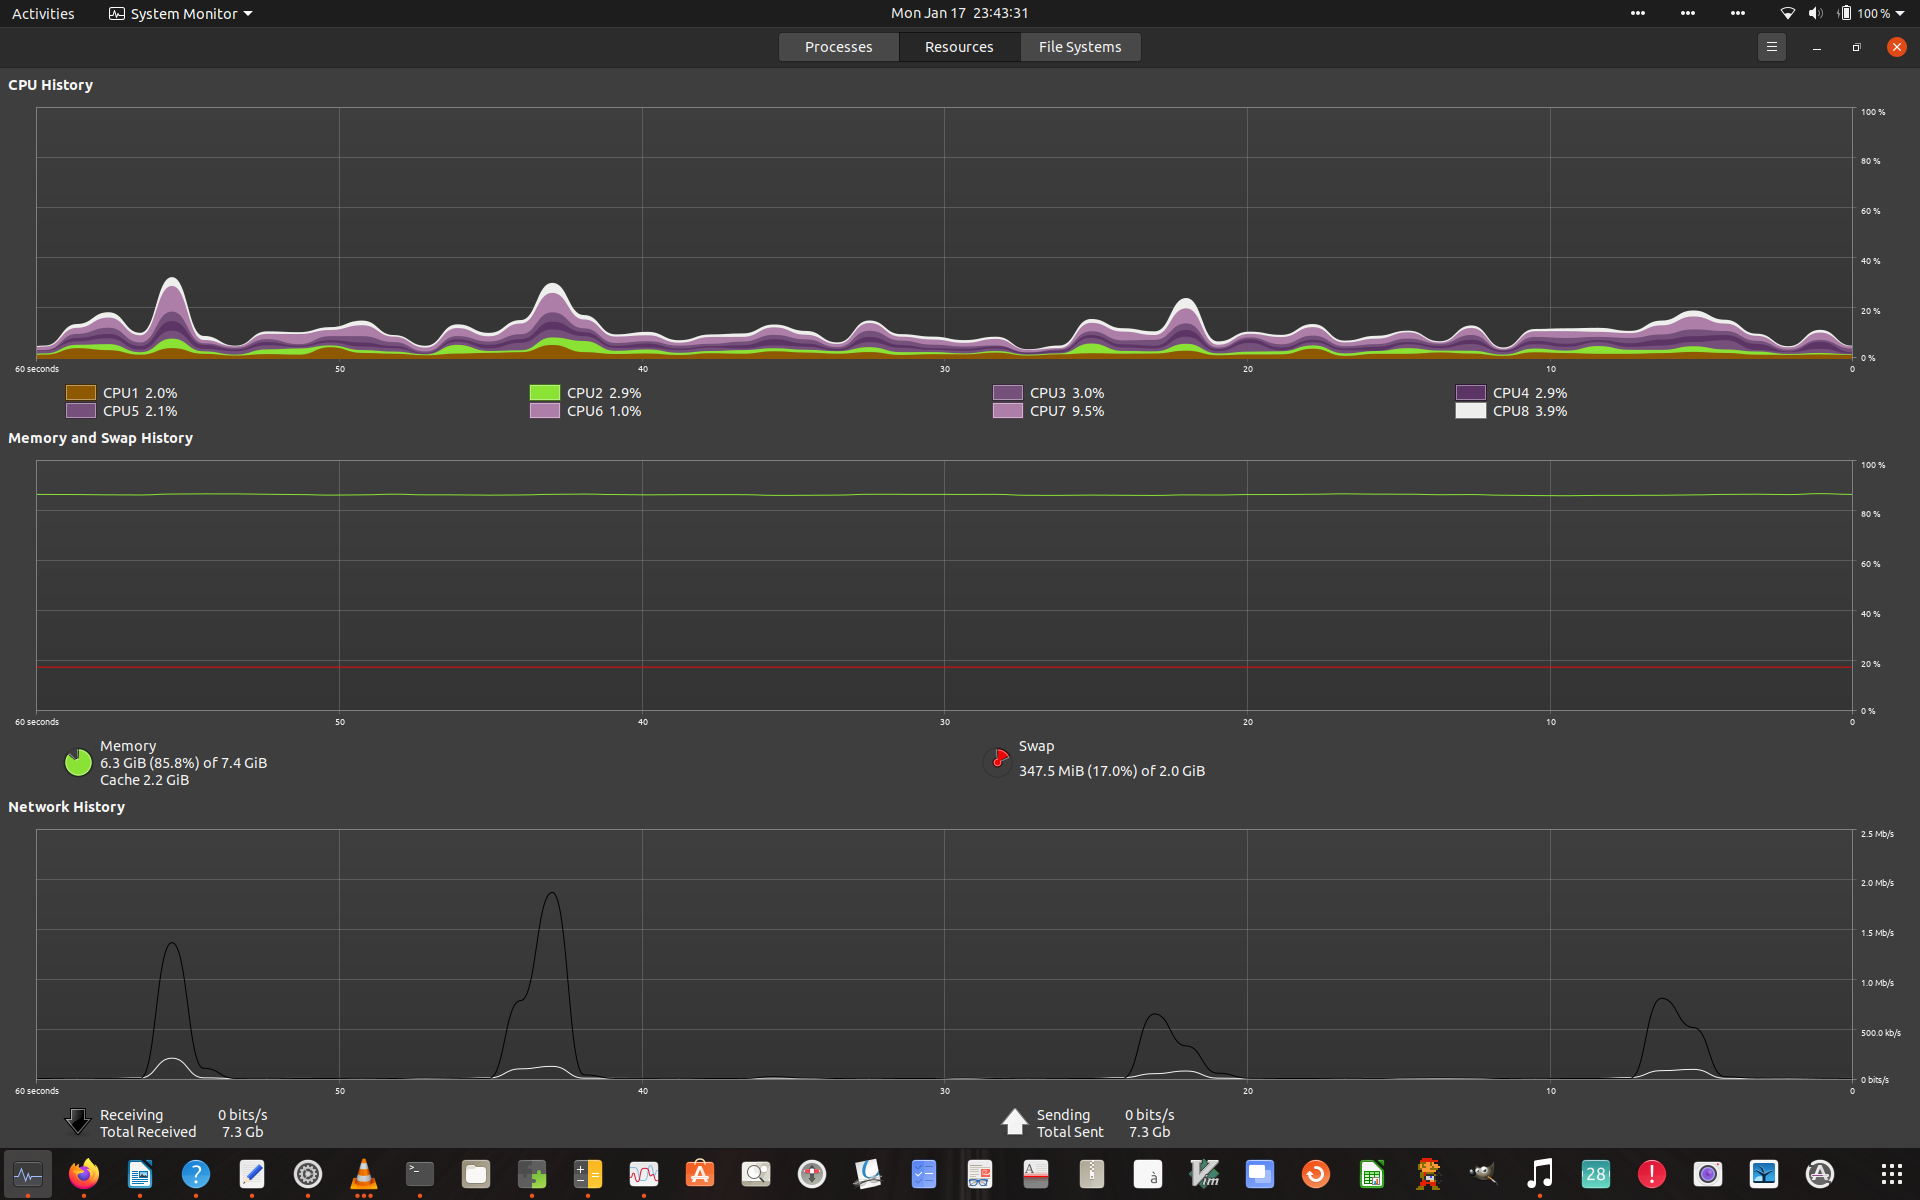 Activities System Monitor Mon Jan 17 23:43:31 100 %
Processes Resources File Systems
CPU History
100 %
80 %
60 %
40 %
20 %
0 %
60 seconds 50 40 30 20 10 0
CPU1 2.0% CPU2 2.9% CPU3 3.0% CPU4 2.9%
CPU5 2.1% CPU6 1.0% CPU7 9.5% CPU8 3.9%
Memory and Swap History
100 %
80 %
60 %
40 %
20 %
0 %
60 seconds 50 40 30 20 10 0
Memory
6.3 GiB (85.8%) of 7.4 GiB
Cache 2.2 GiB
Swap
347.5 MiB (17.0%) of 2.0 GiB
Network History
2.5 Mb/s
2.0 Mb/s
1.5 Mb/s
1.0 Mb/s
500.0 kb/s
0 bits/s
60 seconds 50 40 30 20 10 0
Receiving 0 bits/s
Total Received 7.3 Gb
Sending 0 bits/s
Total Sent 7.3 Gb
? >_ A à Vim 28 !